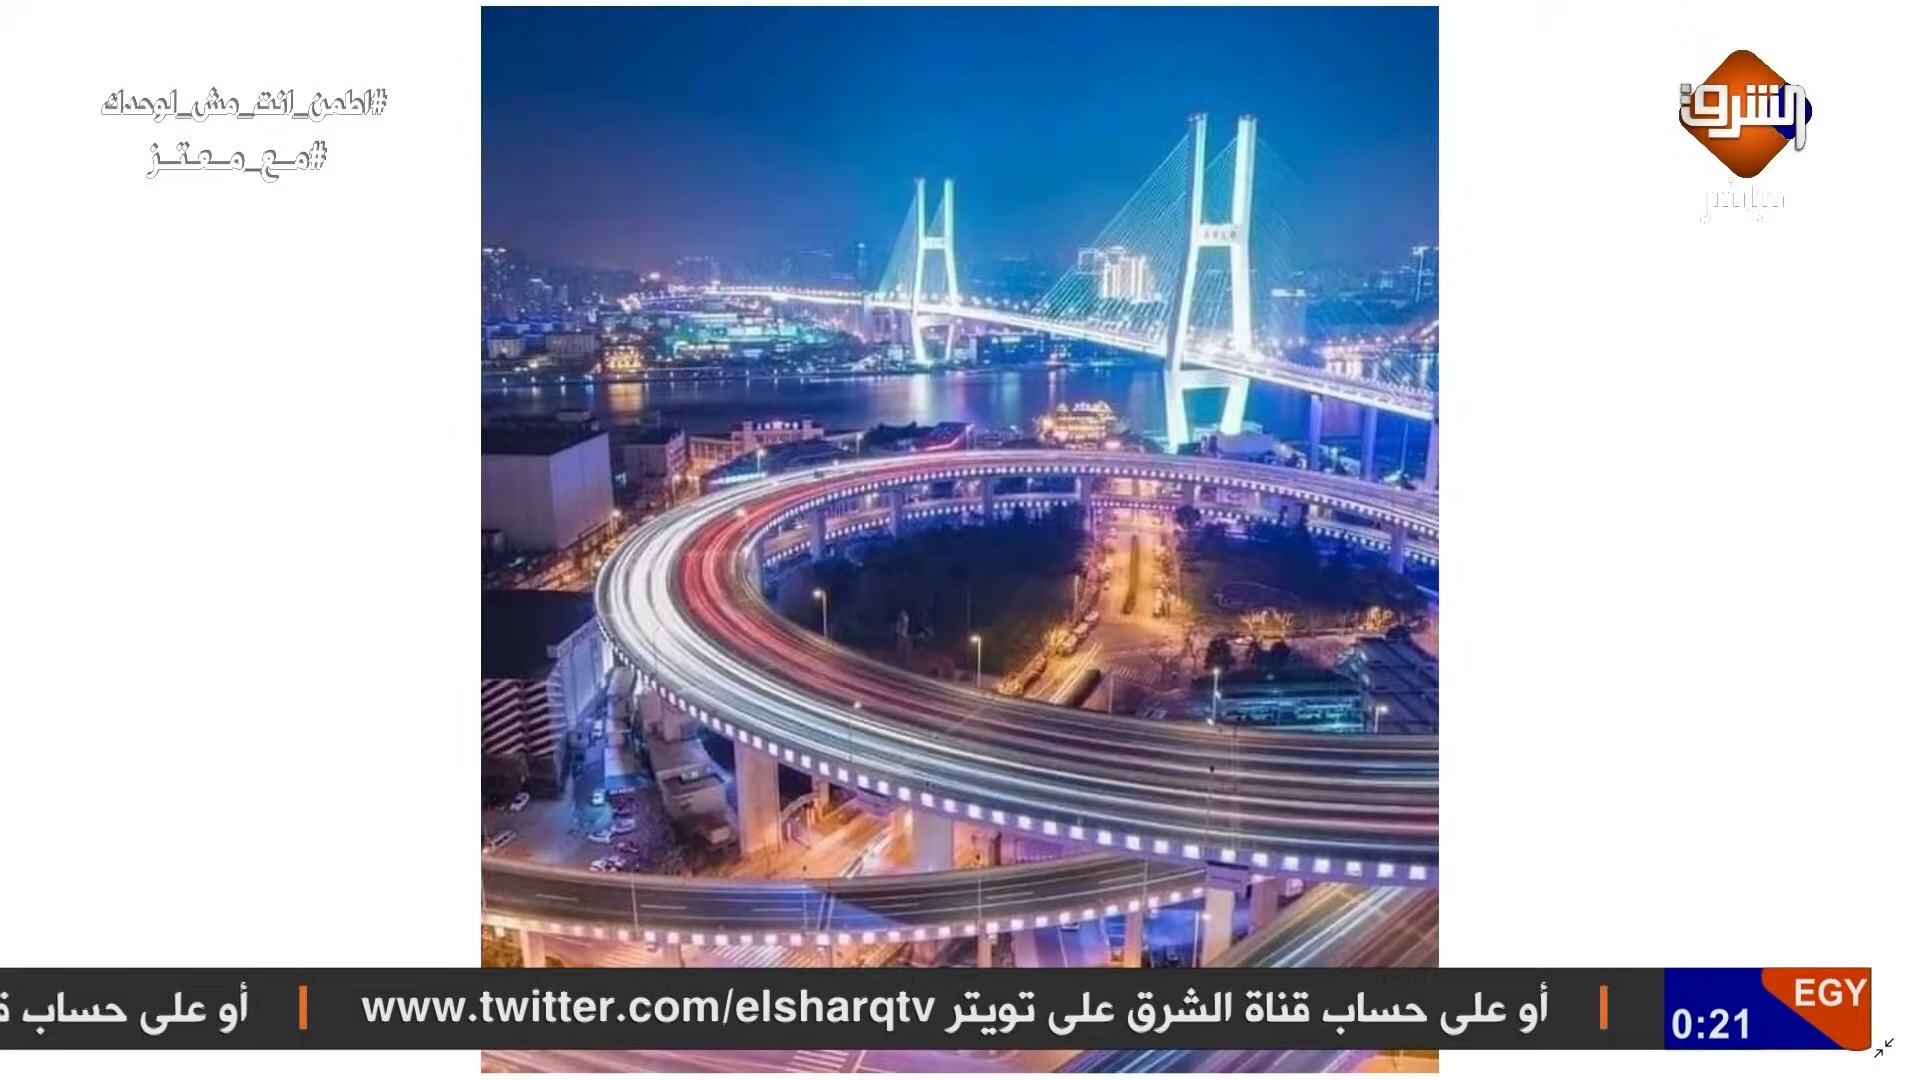 #اطمن_انت_مش_لوحدك
#مع_معتز
الشرق
مباشر
أو على حساب قناة الشرق على تويتر www.twitter.com/elsharqtv | أو على حساب
EGY
0:21